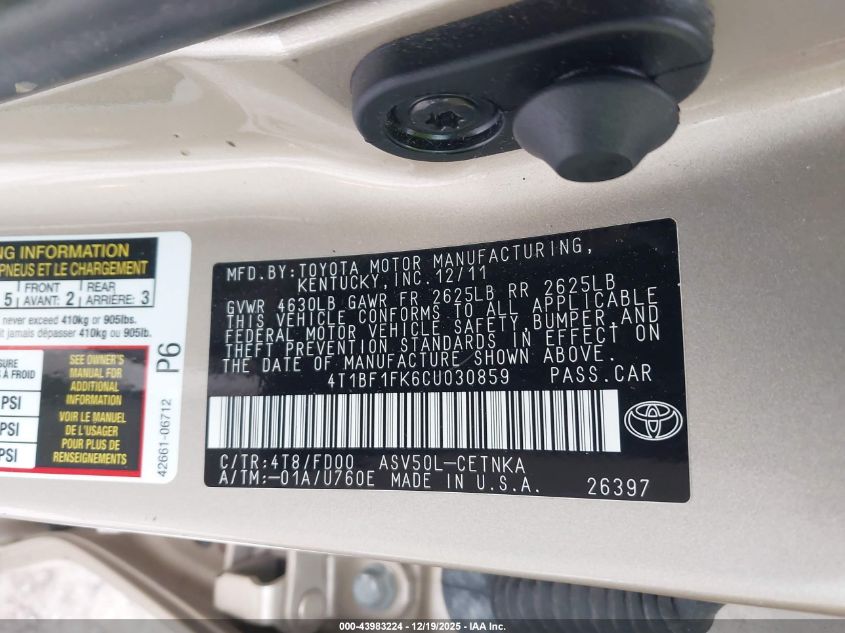 NG INFORMATION
PNEUS ET LE CHARGEMENT
5 FRONT AVANT: 2 REAR ARRIÈRE: 3
never exceed 410kg or 905lbs.
it jamais dépasser 410kg ou 905lb.
SURE
À FROID
PSI
PSI
PSI
SEE OWNER'S
MANUAL FOR
ADDITIONAL
INFORMATION
VOIR LE MANUEL
DE L'USAGER
POUR PLUS DE
RENSEIGNEMENTS
P6
42661-06712
MFD.BY:TOYOTA MOTOR MANUFACTURING,
KENTUCKY,INC.12/11
GVWR 4630LB GAWR FR 2625LB RR 2625LB
THIS VEHICLE CONFORMS TO ALL APPLICABLE
FEDERAL MOTOR VEHICLE SAFETY,BUMPER,AND
THEFT PREVENTION STANDARDS IN EFFECT ON
THE DATE OF MANUFACTURE SHOWN ABOVE.
4T1BF1FK6CU030859 PASS.CAR
C/TR:4T8/FD00 ASV50L-CETNKA
A/TM:-01A/U760E MADE IN U.S.A. 26397
000-43983224 - 12/19/2025 - IAA Inc.